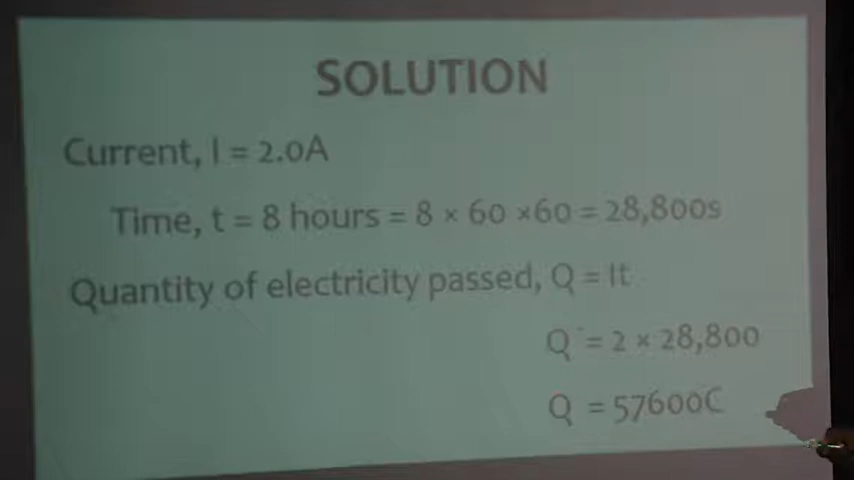 SOLUTION
Current, I = 2.0A
Time, t = 8 hours = 8 × 60 ×60 = 28,800s
Quantity of electricity passed, Q = It
Q = 2 × 28,800
Q = 57600C